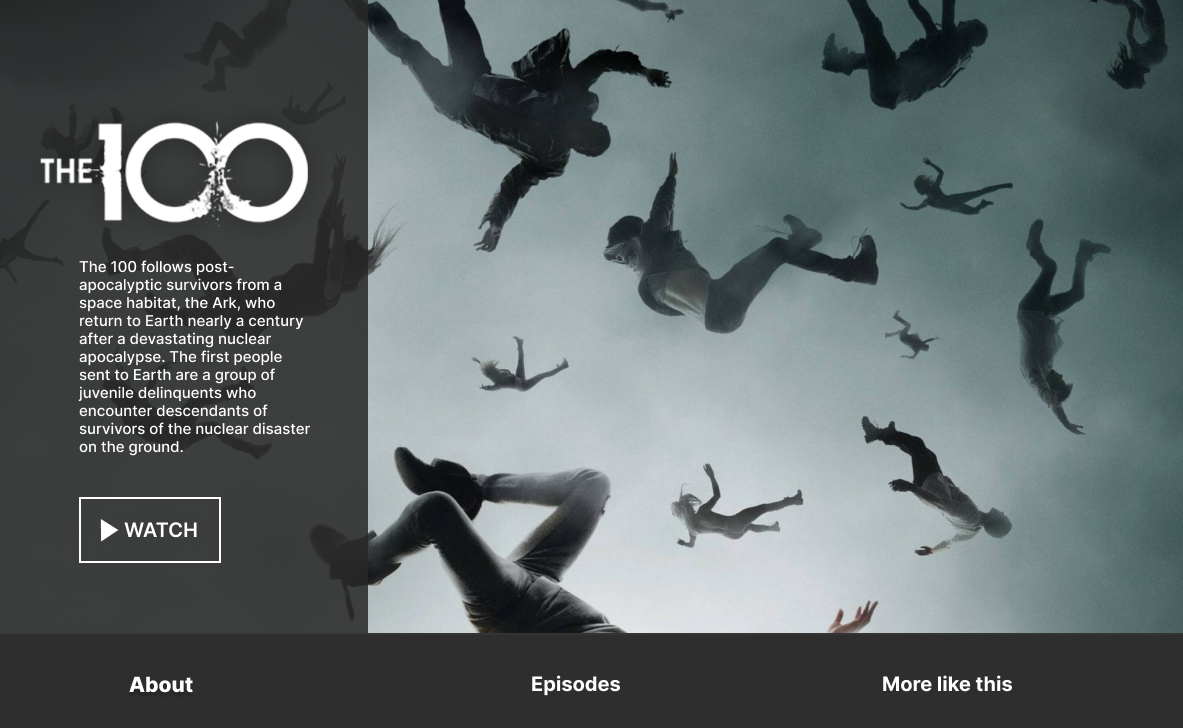 THE 100
The 100 follows post-
apocalyptic survivors from a
space habitat, the Ark, who
return to Earth nearly a century
after a devastating nuclear
apocalypse. The first people
sent to Earth are a group of
juvenile delinquents who
encounter descendants of
survivors of the nuclear disaster
on the ground.
WATCH
About
Episodes
More like this